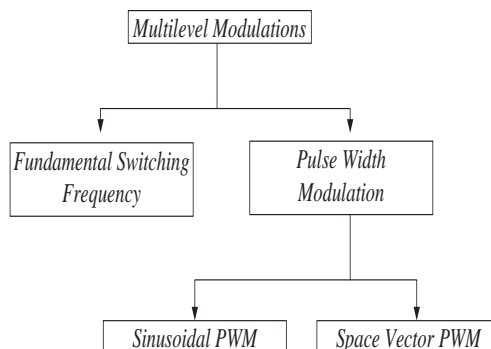 Multilevel Modulations
Fundamental Switching
Frequency
Pulse Width
Modulation
Sinusoidal PWM
Space Vector PWM